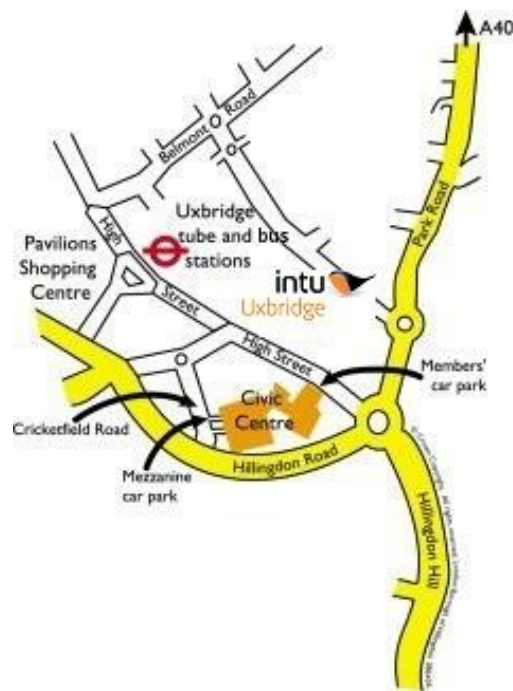 A40
Belmont Road
Park Road
Uxbridge
tube and bus
stations
Pavilions
Shopping
Centre
High
Street
intu
Uxbridge
High Street
Members'
car park
Civic
Centre
Cricketfield Road
Mezzanine
car park
Hillingdon Road
Hillingdon Hill